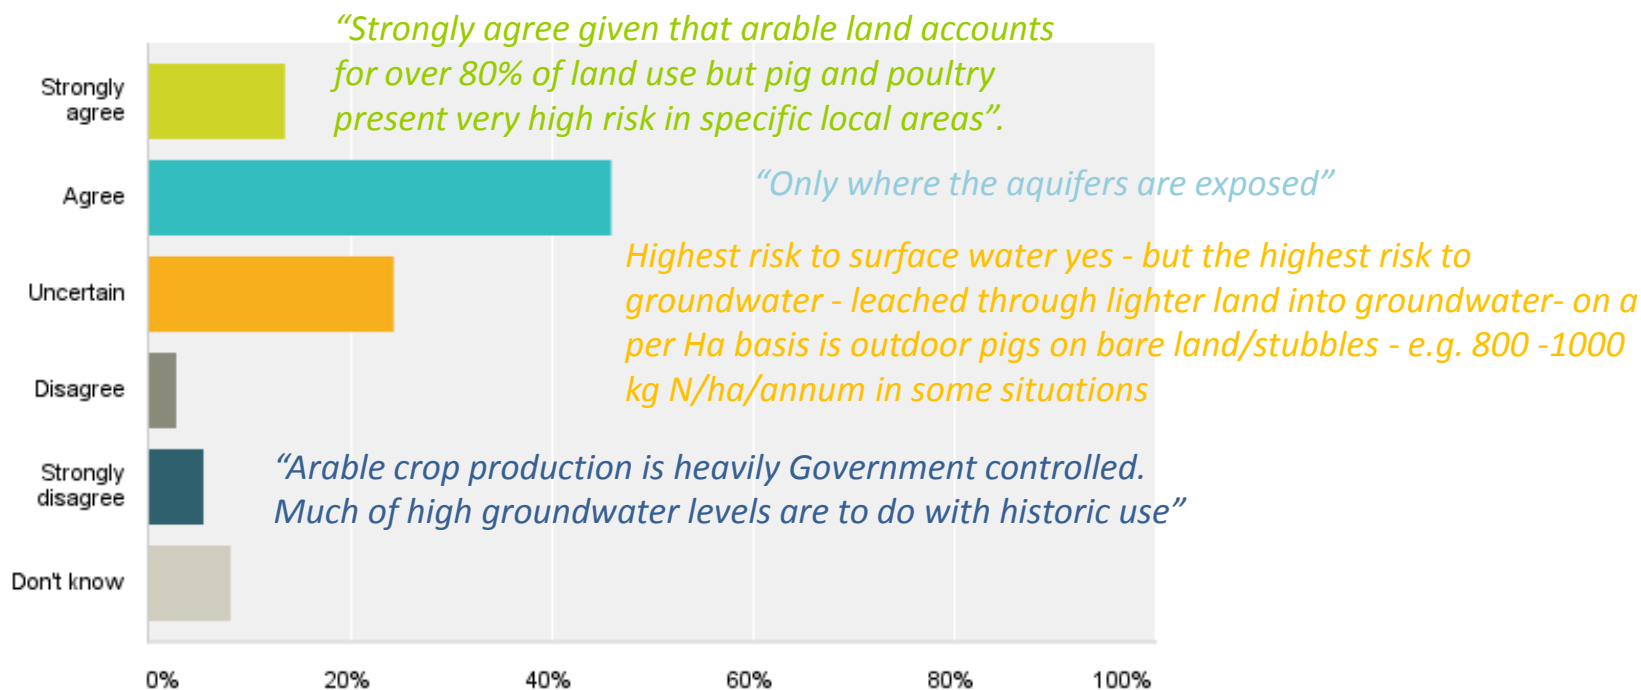 “Strongly agree given that arable land accounts
for over 80% of land use but pig and poultry
present very high risk in specific local areas”.
Strongly
agree
“Only where the aquifers are exposed”
Agree
Highest risk to surface water yes - but the highest risk to
groundwater - leached through lighter land into groundwater- on a
per Ha basis is outdoor pigs on bare land/stubbles - e.g. 800 -1000
kg N/ha/annum in some situations
Uncertain
Disagree
“Arable crop production is heavily Government controlled.
Much of high groundwater levels are to do with historic use”
Strongly
disagree
Don't know
0% 20% 40% 60% 80% 100%